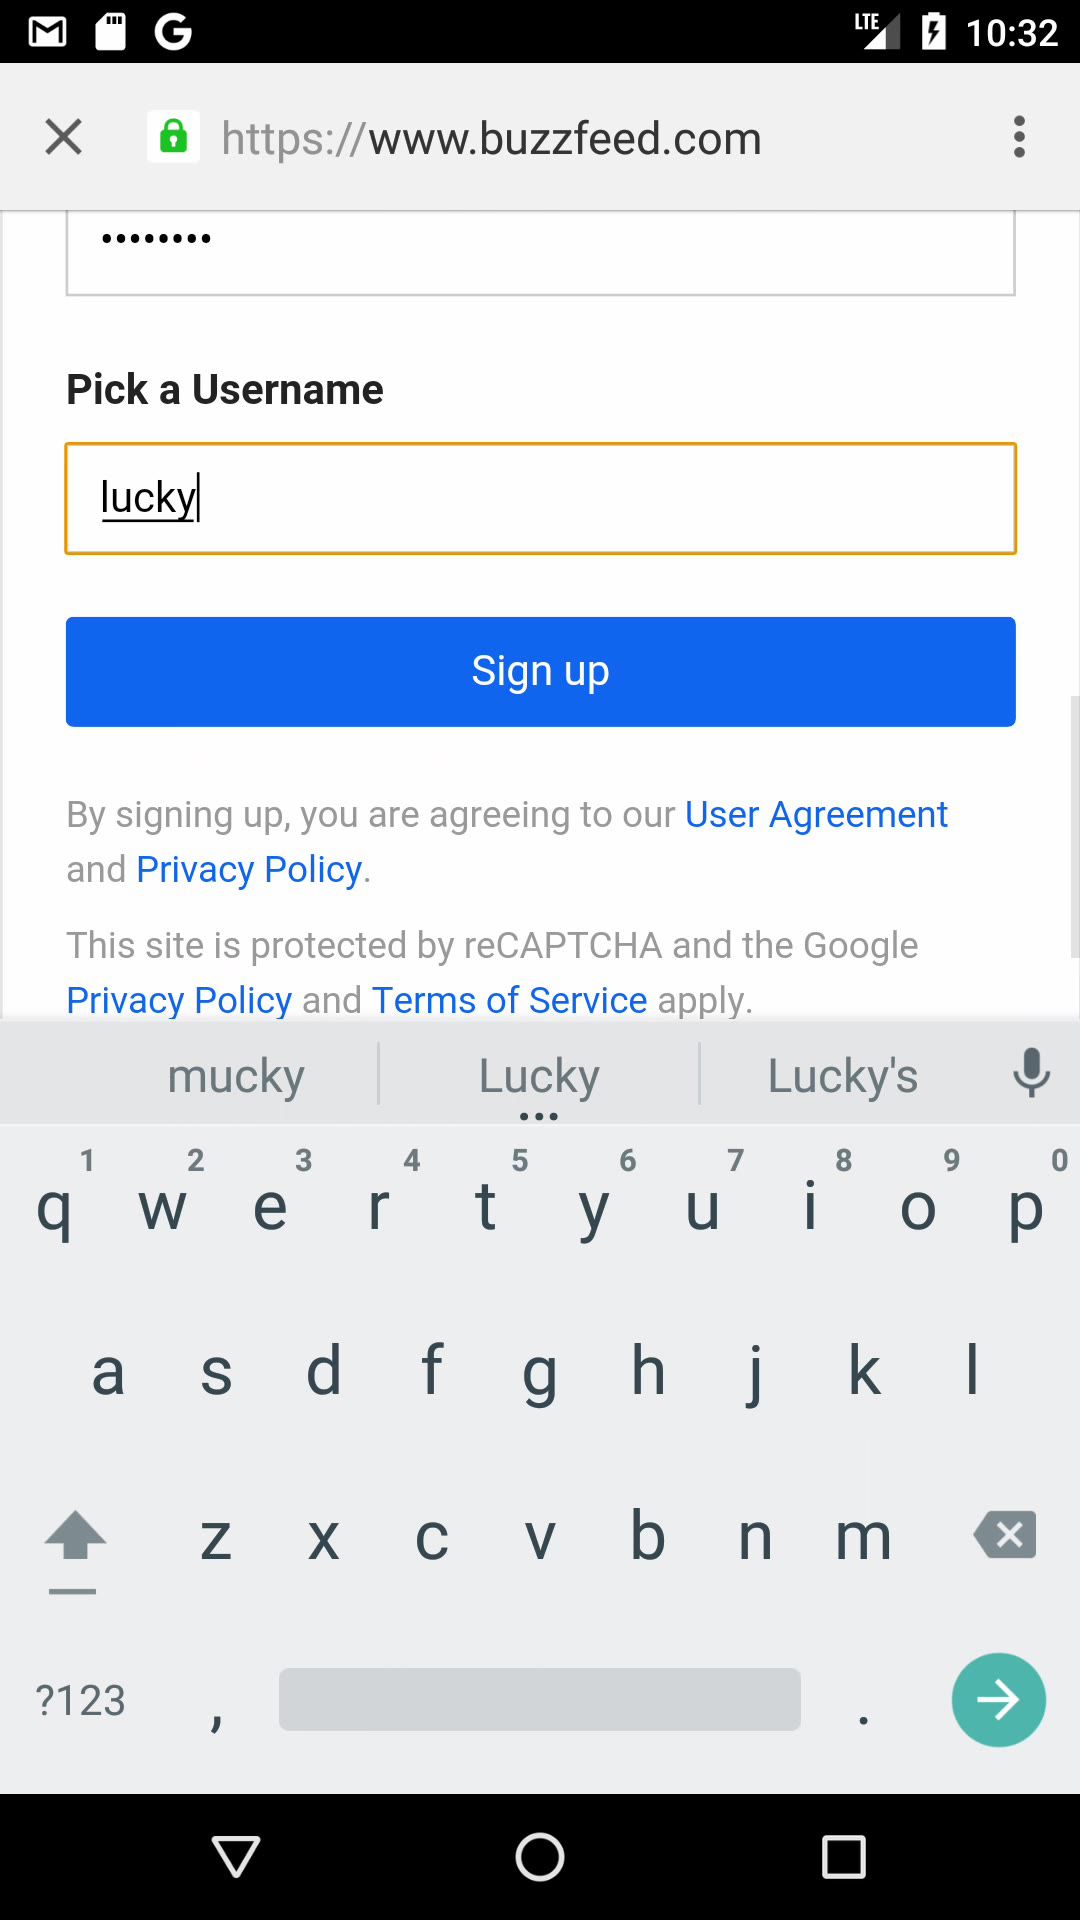 10:32
https://www.buzzfeed.com
••••••••
Pick a Username
lucky
Sign up
By signing up, you are agreeing to our User Agreement
and Privacy Policy.
This site is protected by reCAPTCHA and the Google
Privacy Policy and Terms of Service apply.
mucky Lucky Lucky's
1 2 3 4 5 6 7 8 9 0
q w e r t y u i o p
a s d f g h j k l
z x c v b n m
?123 , .
LTE